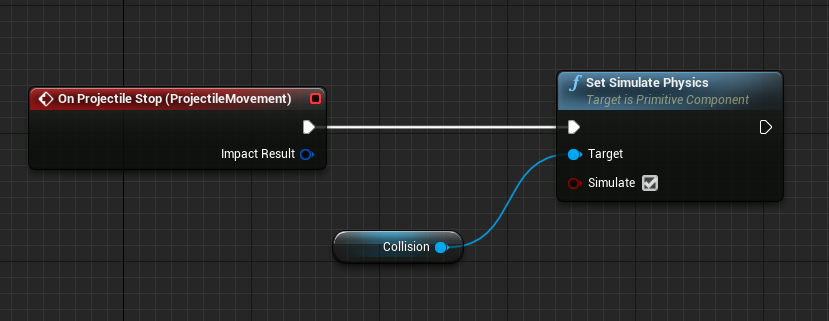 On Projectile Stop (ProjectileMovement)
Impact Result
Set Simulate Physics
Target is Primitive Component
Target
Simulate
Collision